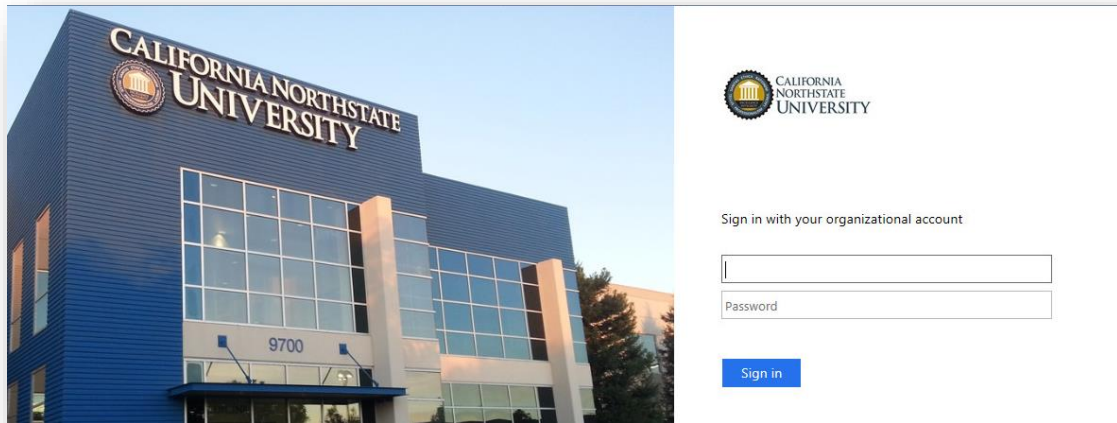 CALIFORNIA NORTHSTATE
UNIVERSITY
9700
CALIFORNIA
NORTHSTATE
UNIVERSITY
Sign in with your organizational account
Password
Sign in